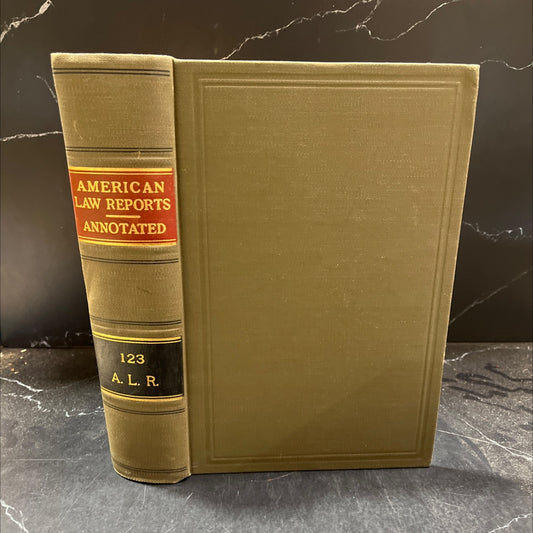 AMERICAN
LAW REPORTS
ANNOTATED
123
A. L. R.